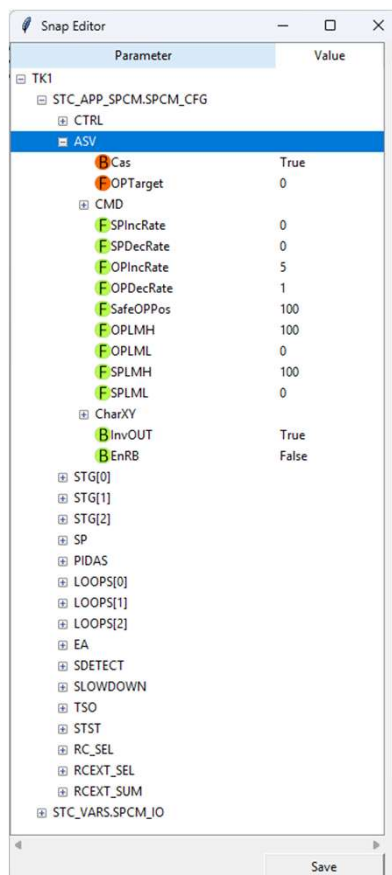 Snap Editor
Parameter Value
TK1
STC_APP_SPCM.SPCM_CFG
CTRL
ASV
B Cas True
F OPTarget 0
CMD
F SPIncRate 0
F SPDecRate 0
F OPIncRate 5
F OPDecRate 1
F SafeOPPos 100
F OPLMH 100
F OPLML 0
F SPLMH 100
F SPLML 0
CharXY
B InvOUT True
B EnRB False
STG[0]
STG[1]
STG[2]
SP
PIDAS
LOOPS[0]
LOOPS[1]
LOOPS[2]
EA
SDETECT
SLOWDOWN
TSO
STST
RC_SEL
RCEXT_SEL
RCEXT_SUM
STC_VARS.SPCM_IO
Save